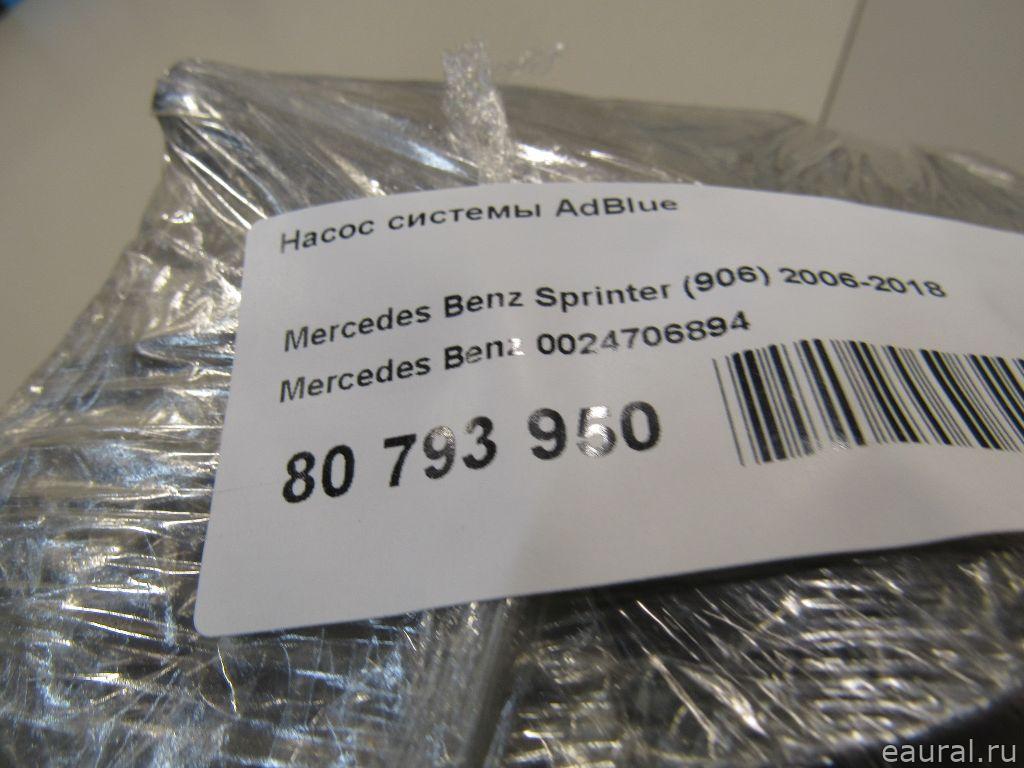 Насос системы AdBlue
Mercedes Benz Sprinter (906) 2006-2018
Mercedes Benz 0024706894
80 793 950
eaural.ru